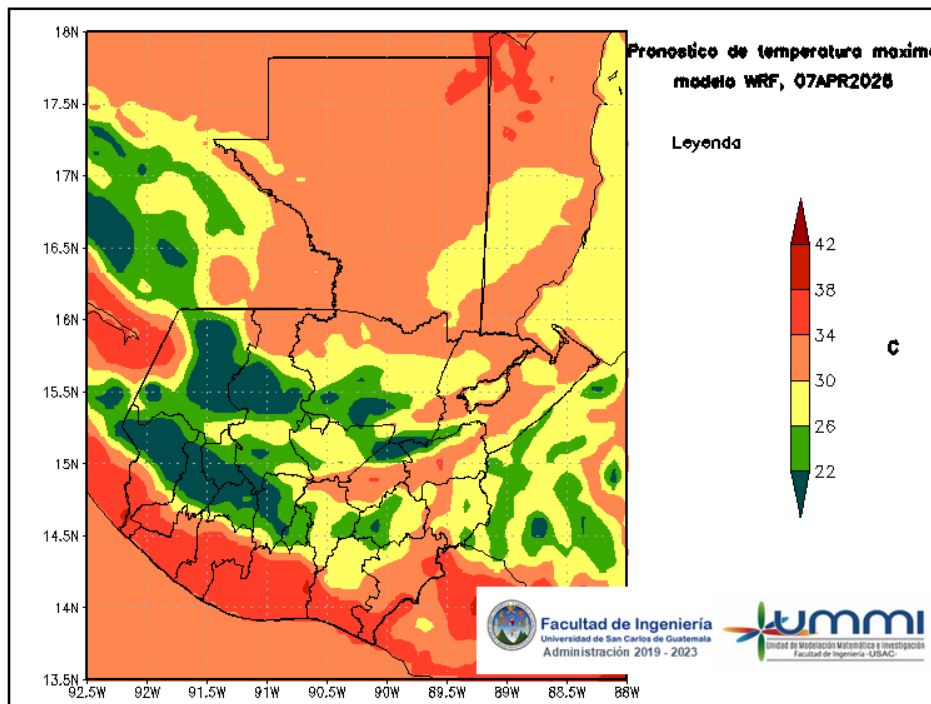 Pronostico de temperatura maxima
modelo WRF, 07APR2026
Leyenda
18N
17.5N
17N
16.5N
16N
15.5N
15N
14.5N
14N
13.5N
92.5W 92W 91.5W 91W 90.5W 90W 89.5W 89W 88.5W 88W
42
38
34
30
26
22
C
Facultad de Ingeniería
Universidad de San Carlos de Guatemala
Administración 2019 - 2023
ummi
Unidad de Modelación Matemática e Investigación
Facultad de Ingeniería -USAC-